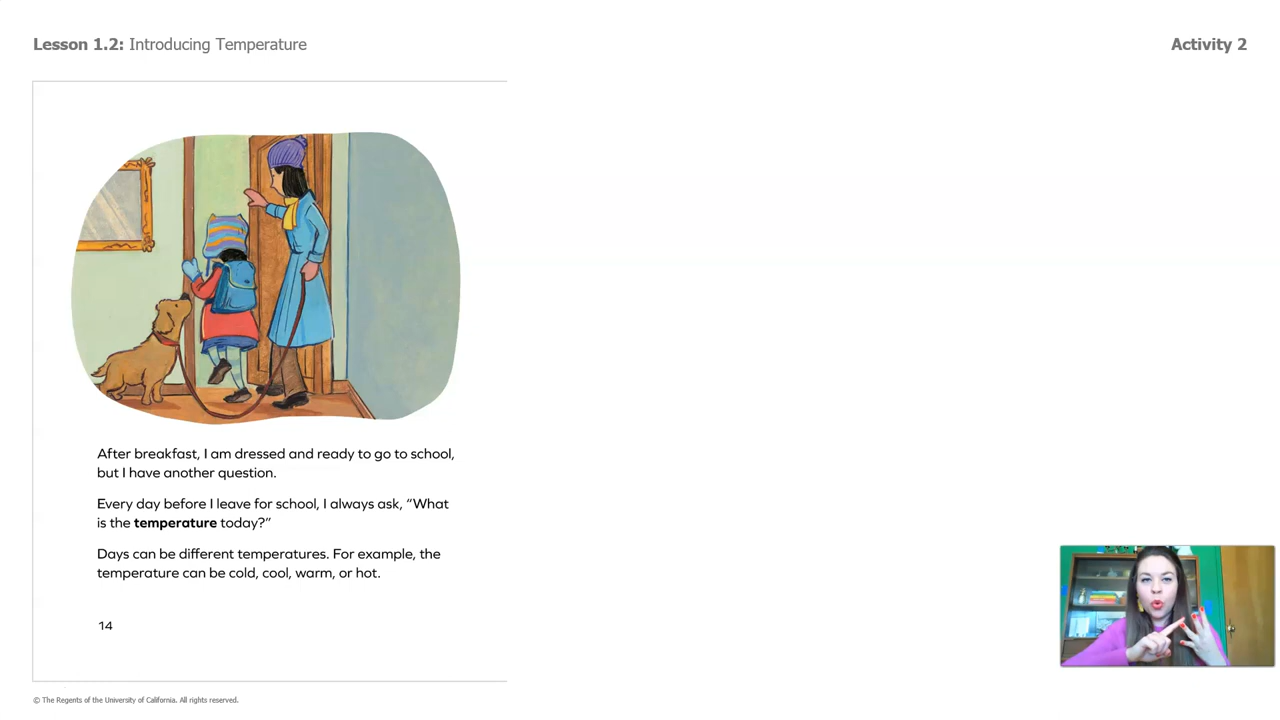 Lesson 1.2: Introducing Temperature
Activity 2
After breakfast, I am dressed and ready to go to school,
but I have another question.
Every day before I leave for school, I always ask, “What
is the temperature today?”
Days can be different temperatures. For example, the
temperature can be cold, cool, warm, or hot.
14
© The Regents of the University of California. All rights reserved.